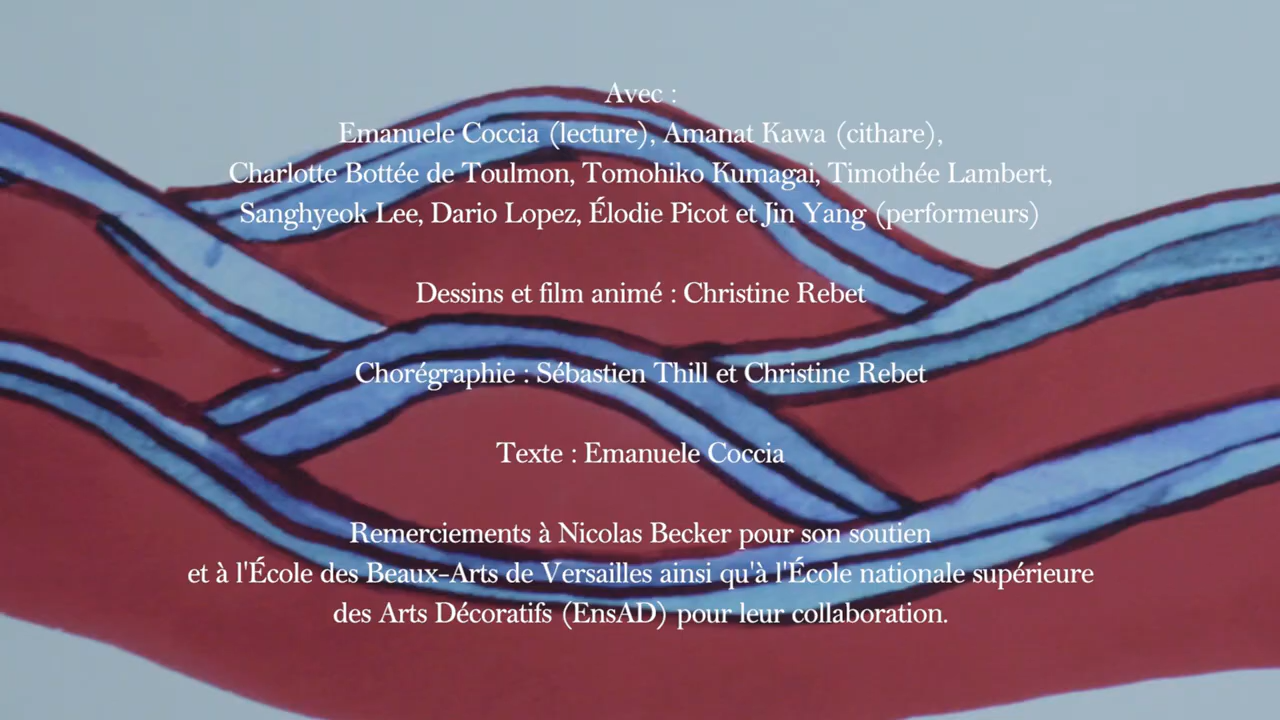 Avec :
Emanuele Coccia (lecture), Amanat Kawa (cithare),
Charlotte Bottée de Toulmon, Tomohiko Kumagai, Timothée Lambert,
Sanghyeok Lee, Dario Lopez, Élodie Picot et Jin Yang (performeurs)
Dessins et film animé : Christine Rebet
Chorégraphie : Sébastien Thill et Christine Rebet
Texte : Emanuele Coccia
Remerciements à Nicolas Becker pour son soutien
et à l'École des Beaux-Arts de Versailles ainsi qu'à l'École nationale supérieure
des Arts Décoratifs (EnsAD) pour leur collaboration.